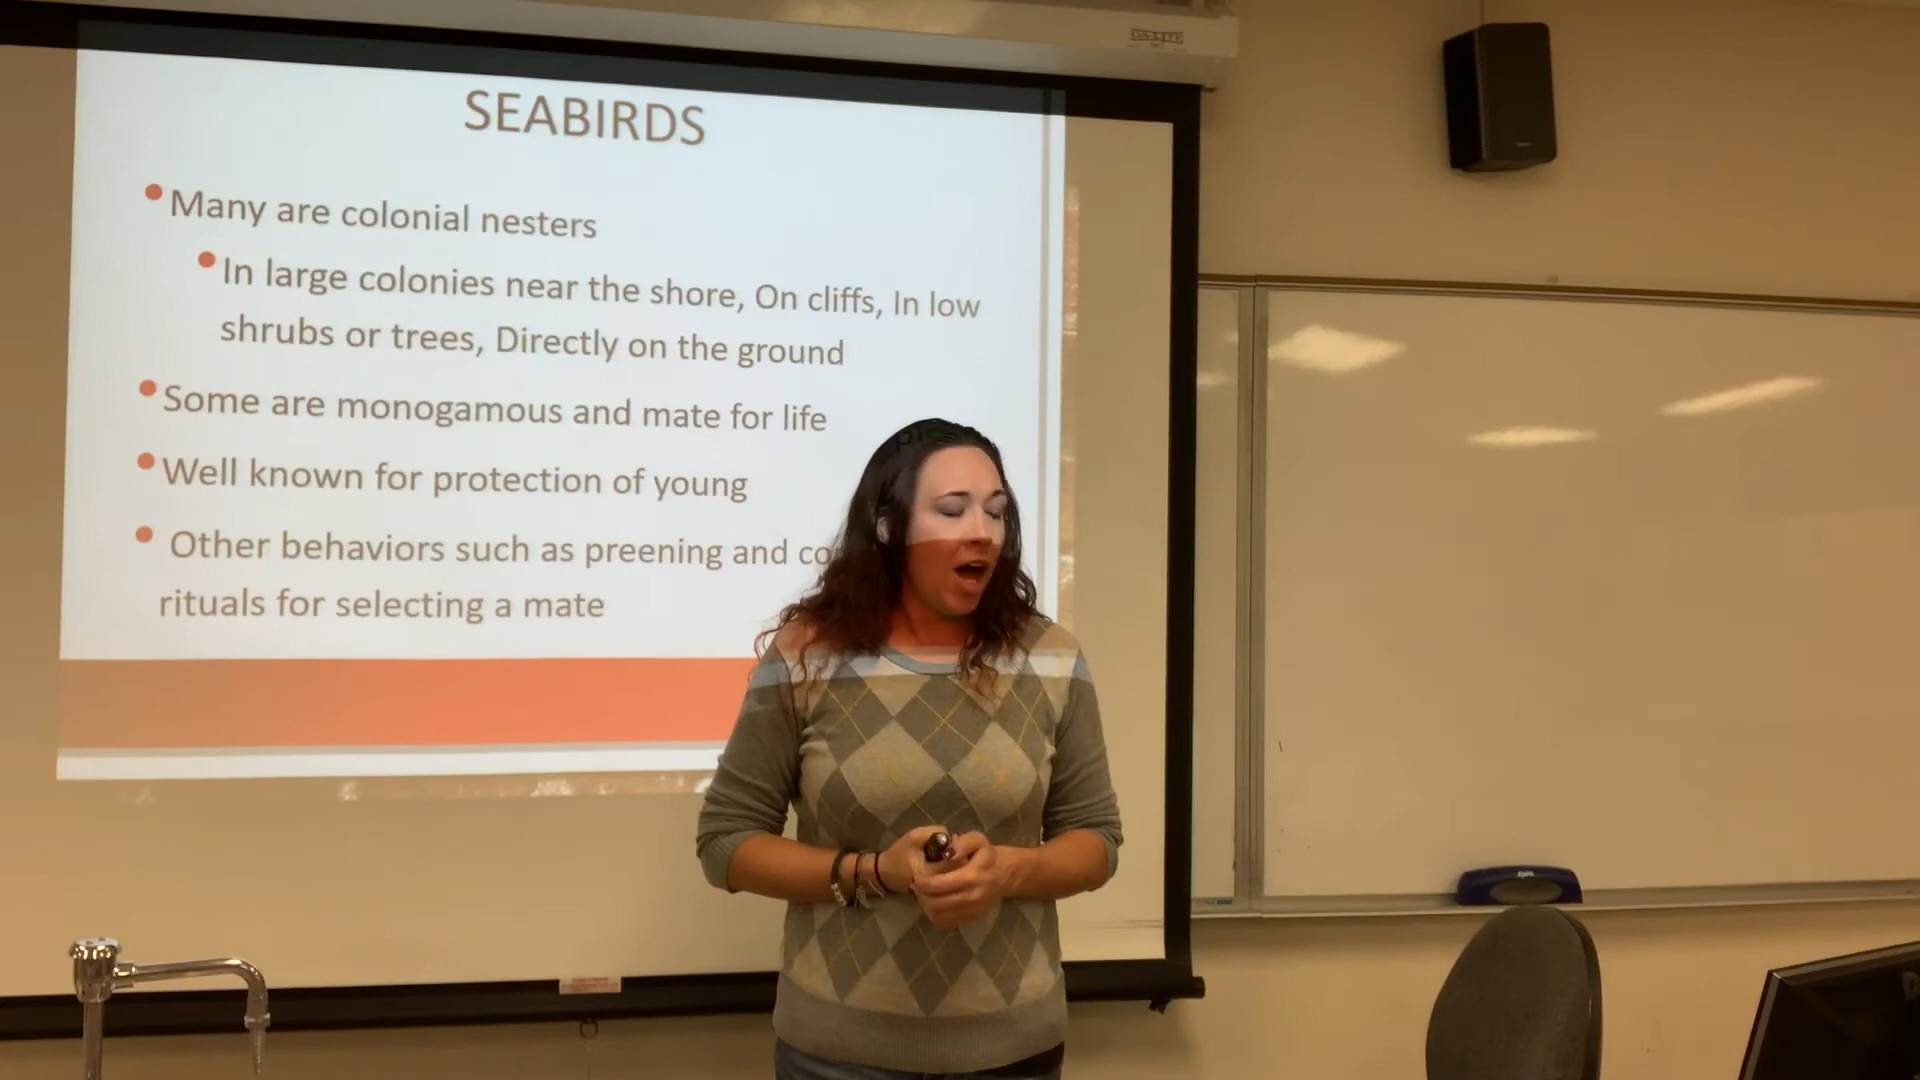 DA-LITE
SEABIRDS
Many are colonial nesters
In large colonies near the shore, On cliffs, In low
shrubs or trees, Directly on the ground
Some are monogamous and mate for life
Well known for protection of young
Other behaviors such as preening and
rituals for selecting a mate